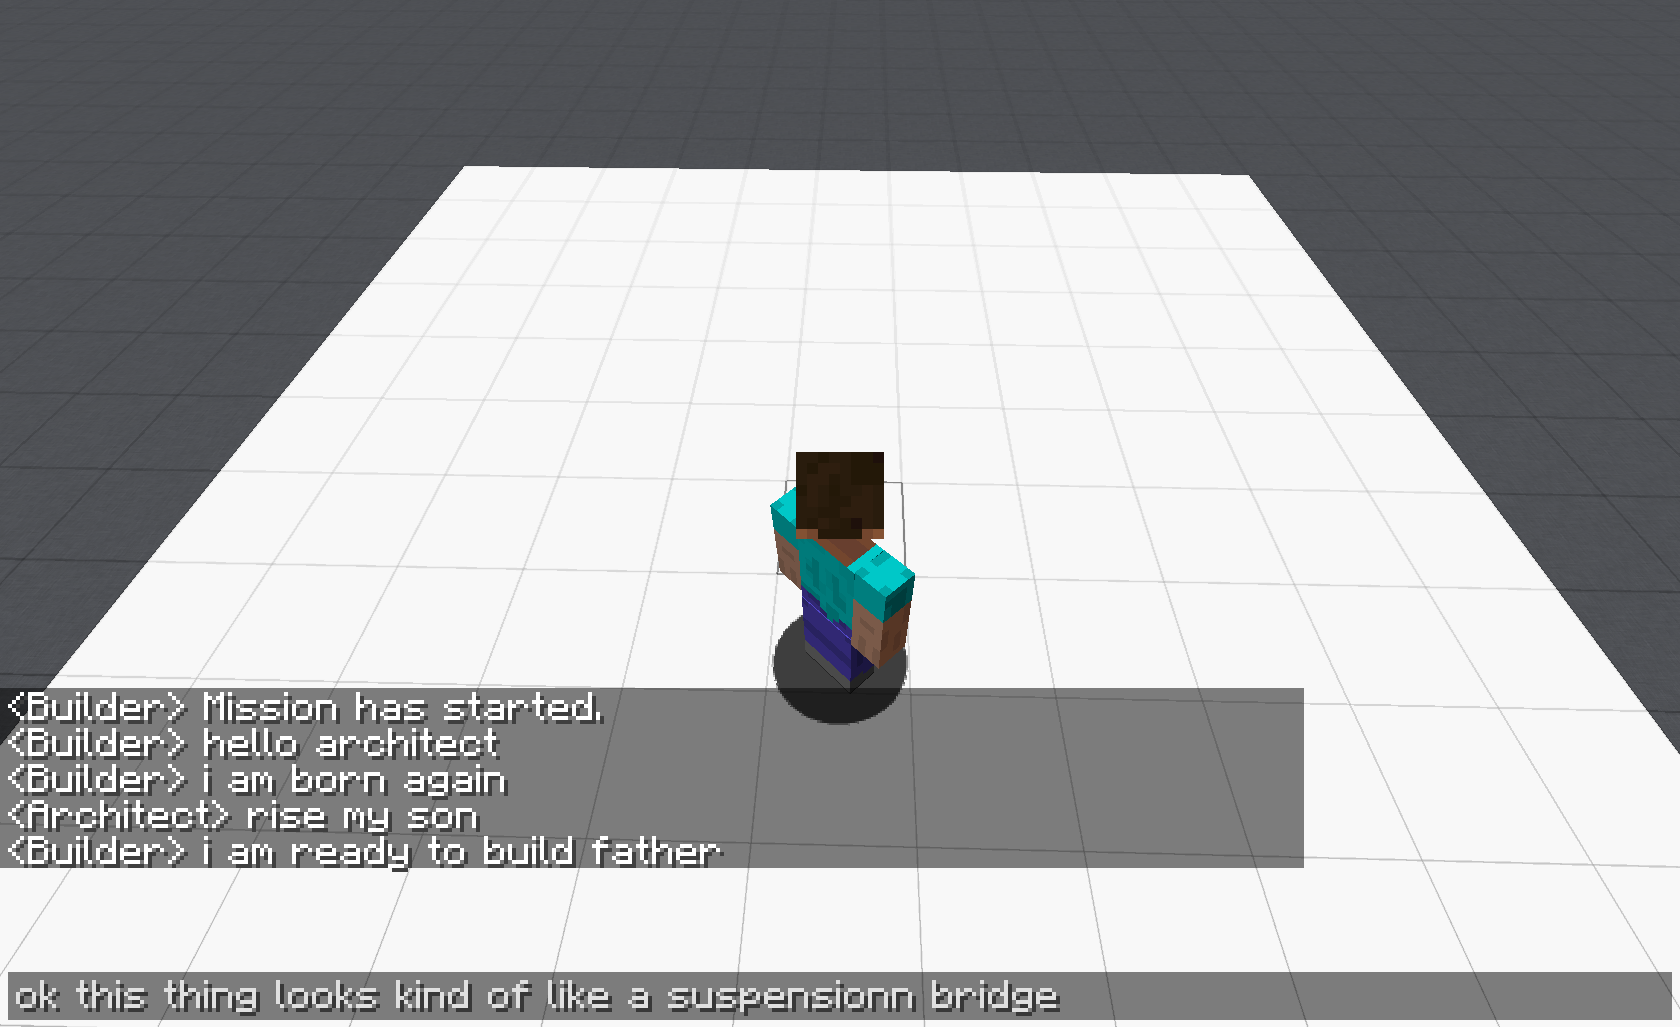 <Builder> Mission has started.
<Builder> hello architect
<Builder> i am born again
<Architect> rise my son
<Builder> i am ready to build father
ok this thing looks kind of like a suspensionn bridge